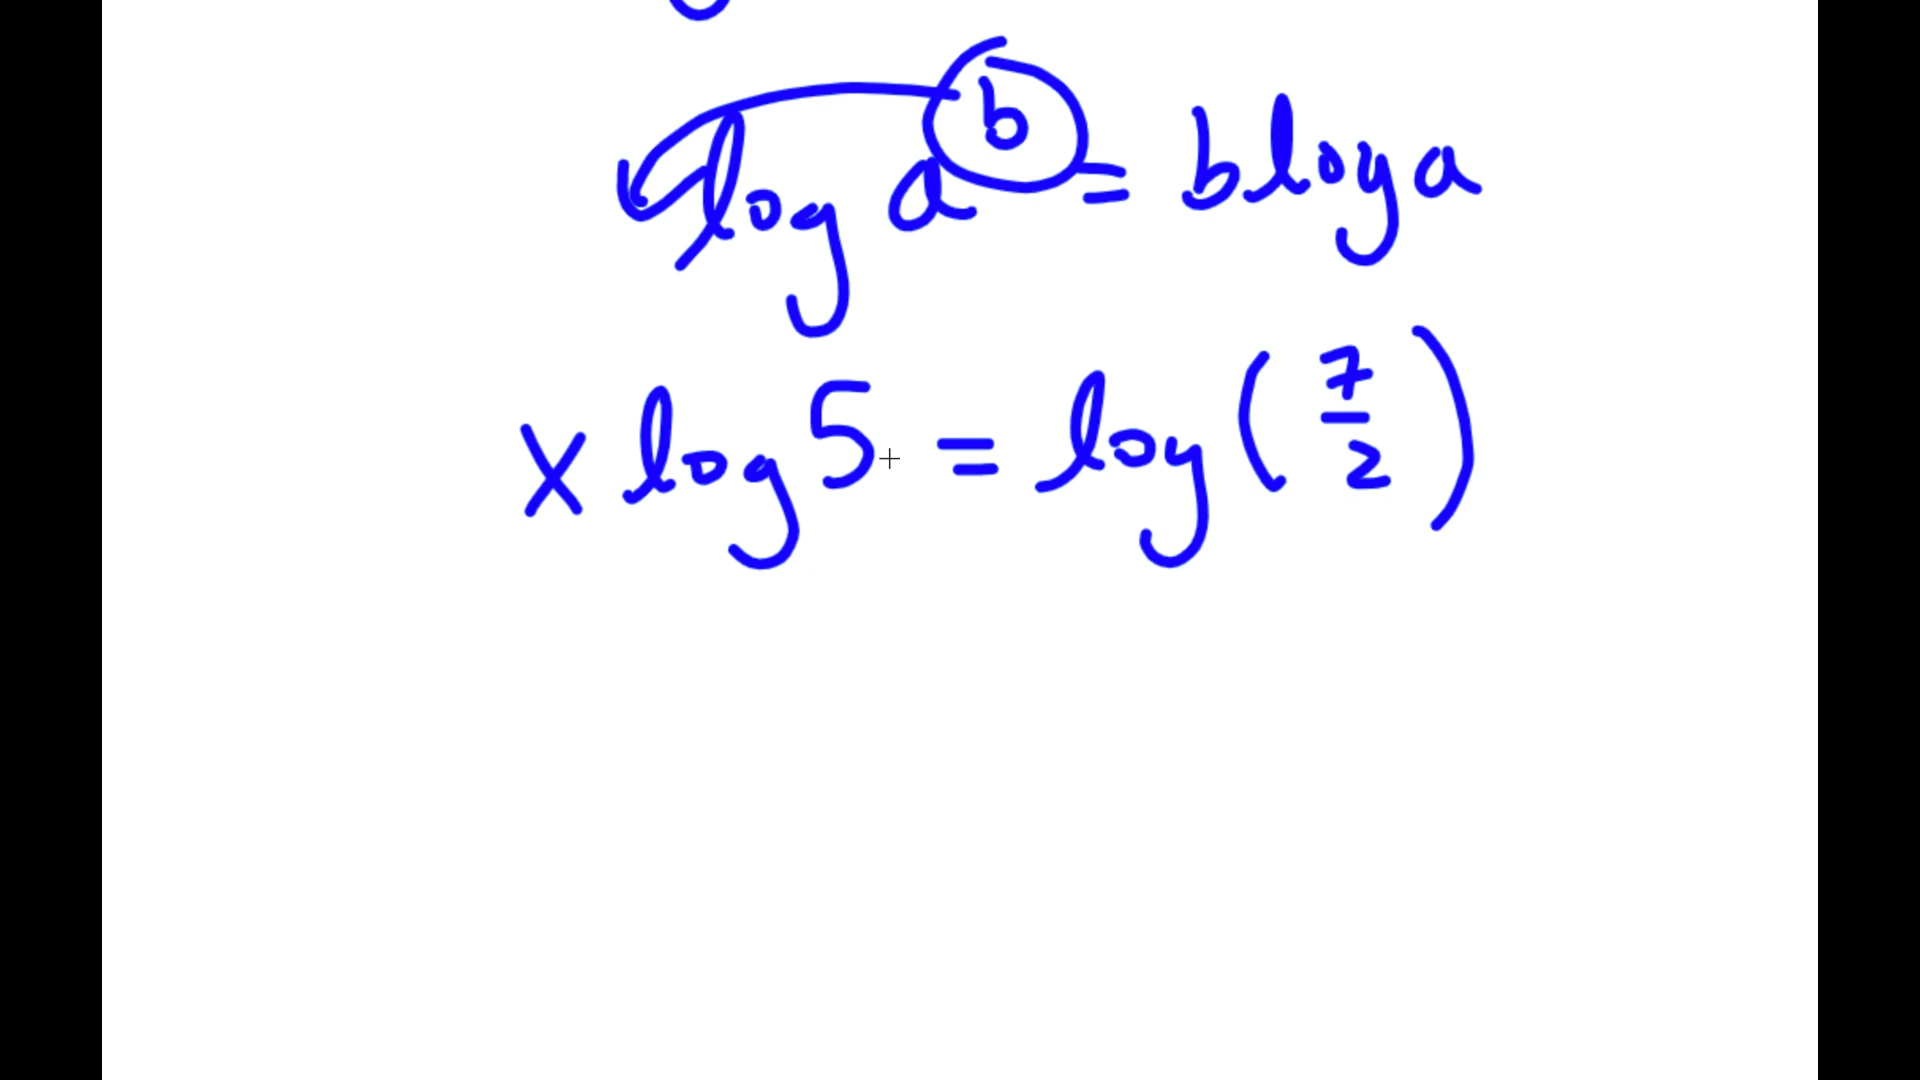 log a^b = b log a
x log 5 = log(7/2)